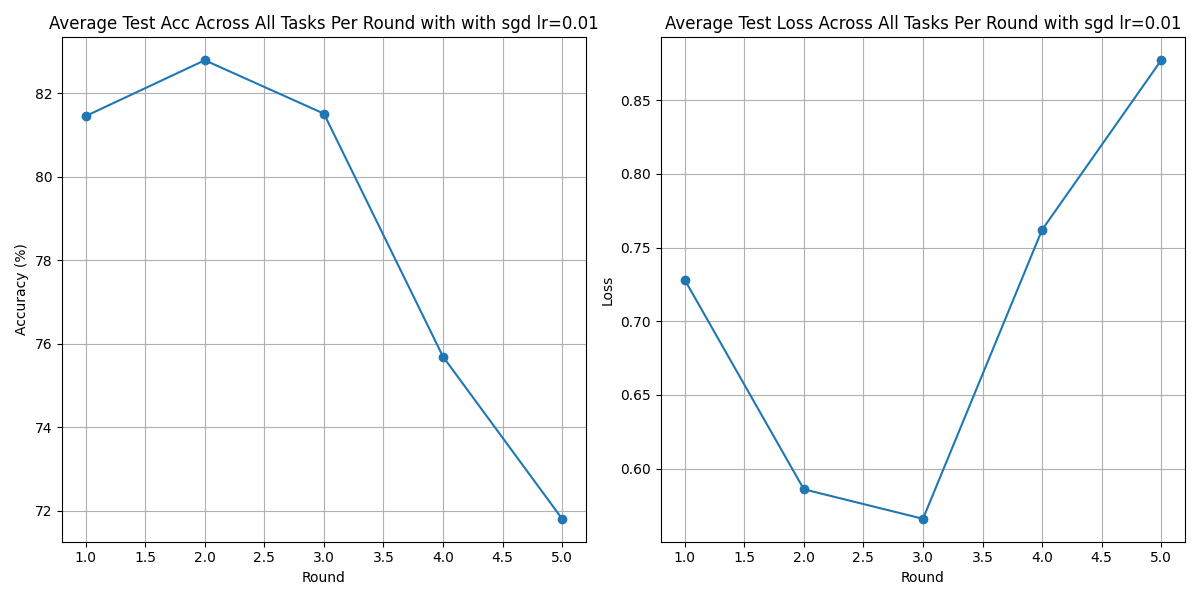 Average Test Acc Across All Tasks Per Round with with sgd lr=0.01
82
80
78
76
74
72
Accuracy (%)
1.0 1.5 2.0 2.5 3.0 3.5 4.0 4.5 5.0
Round
Average Test Loss Across All Tasks Per Round with sgd lr=0.01
0.85
0.80
0.75
0.70
0.65
0.60
Loss
1.0 1.5 2.0 2.5 3.0 3.5 4.0 4.5 5.0
Round